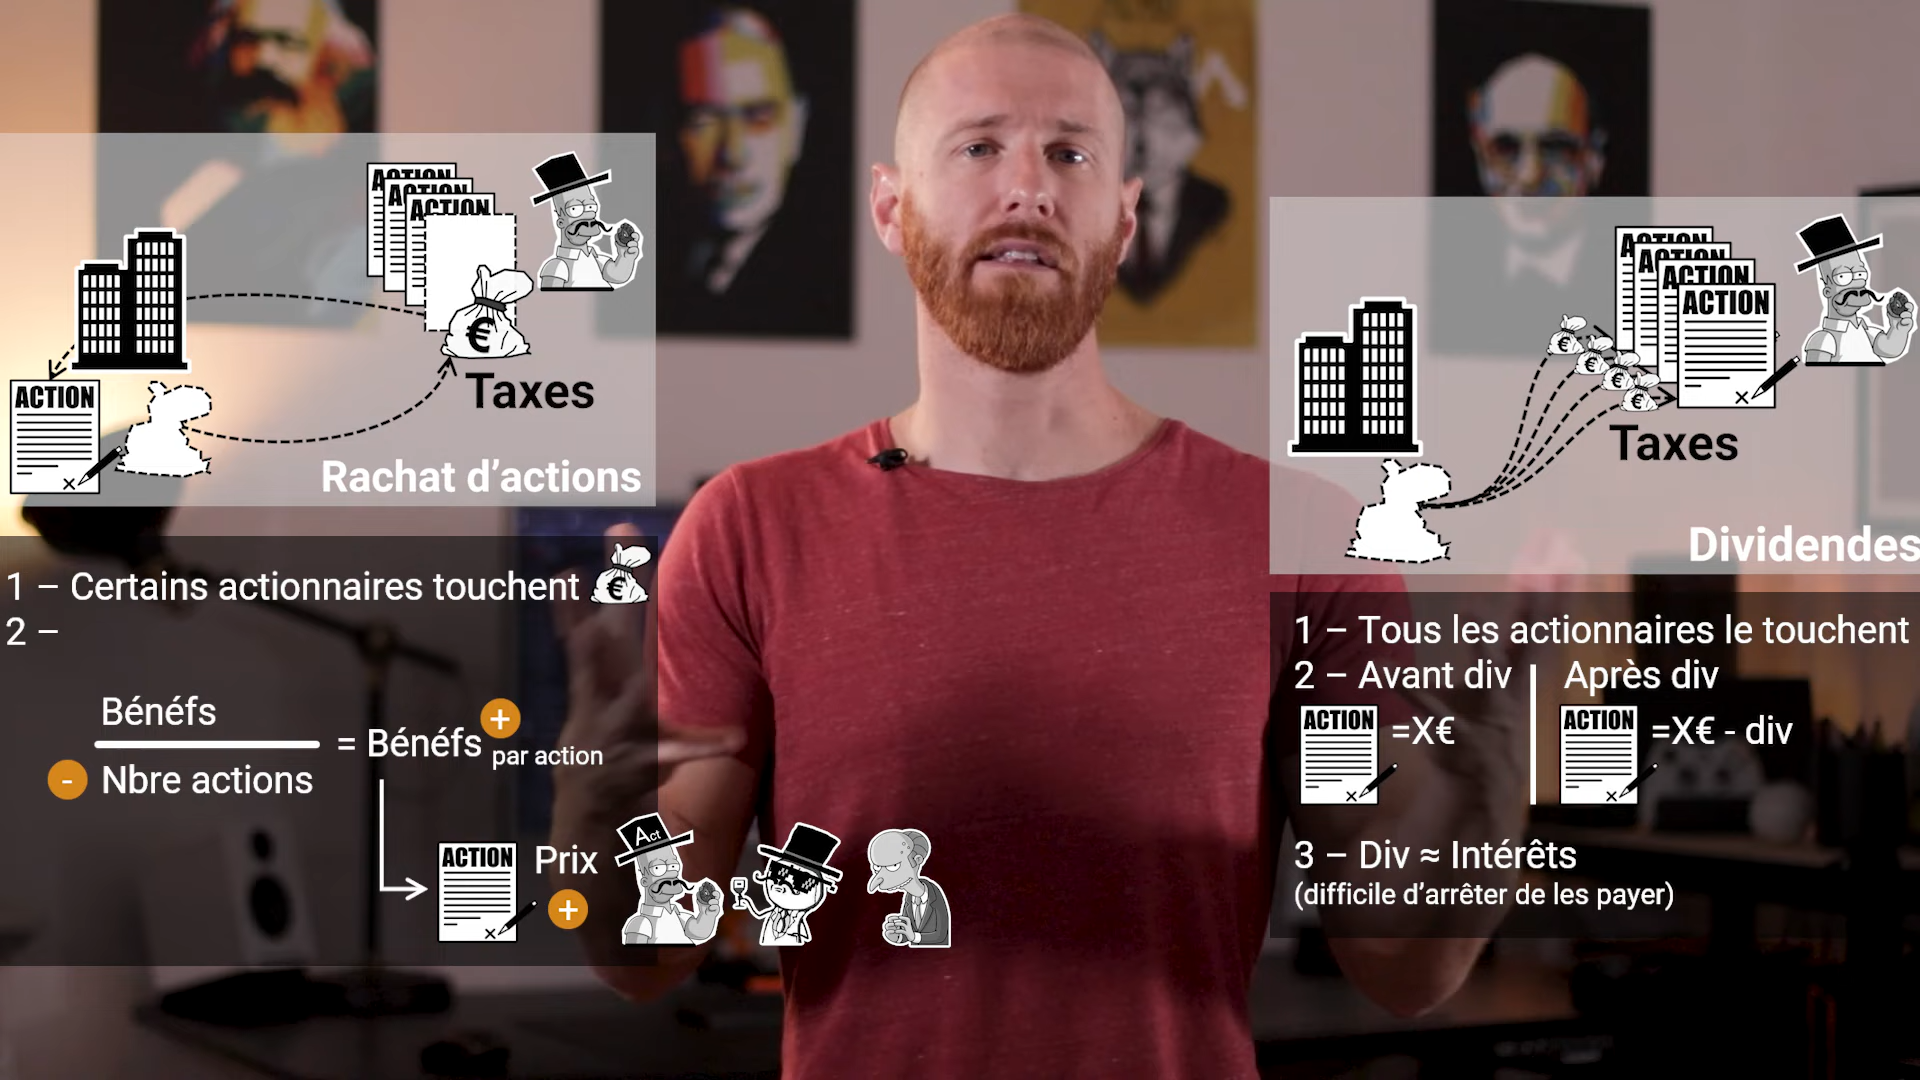 ACTION
ACTION
ACTION
€
ACTION
Taxes
Rachat d’actions
1 – Certains actionnaires touchent €
2 –
Bénéfs
+
= Bénéfs par action
- Nbre actions
Act
ACTION
Prix
+
ACTION
ACTION
ACTION
ACTION
€
€
€
€
Taxes
Dividendes
1 – Tous les actionnaires le touchent
2 – Avant div
Après div
ACTION
=X€
ACTION
=X€ - div
3 – Div ≈ Intérêts
(difficile d’arrêter de les payer)